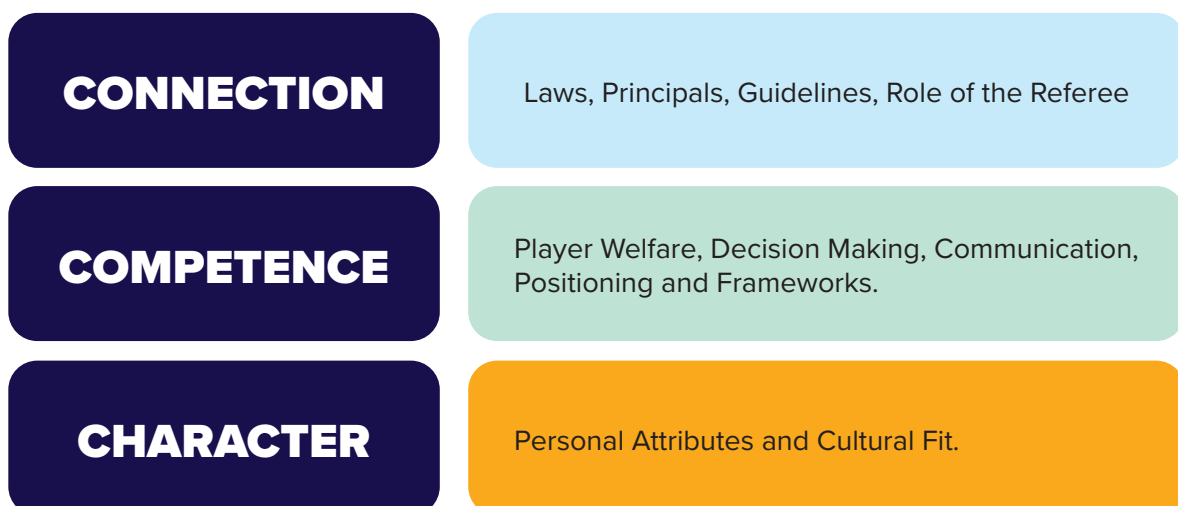 CONNECTION
Laws, Principals, Guidelines, Role of the Referee
COMPETENCE
Player Welfare, Decision Making, Communication,
Positioning and Frameworks.
CHARACTER
Personal Attributes and Cultural Fit.